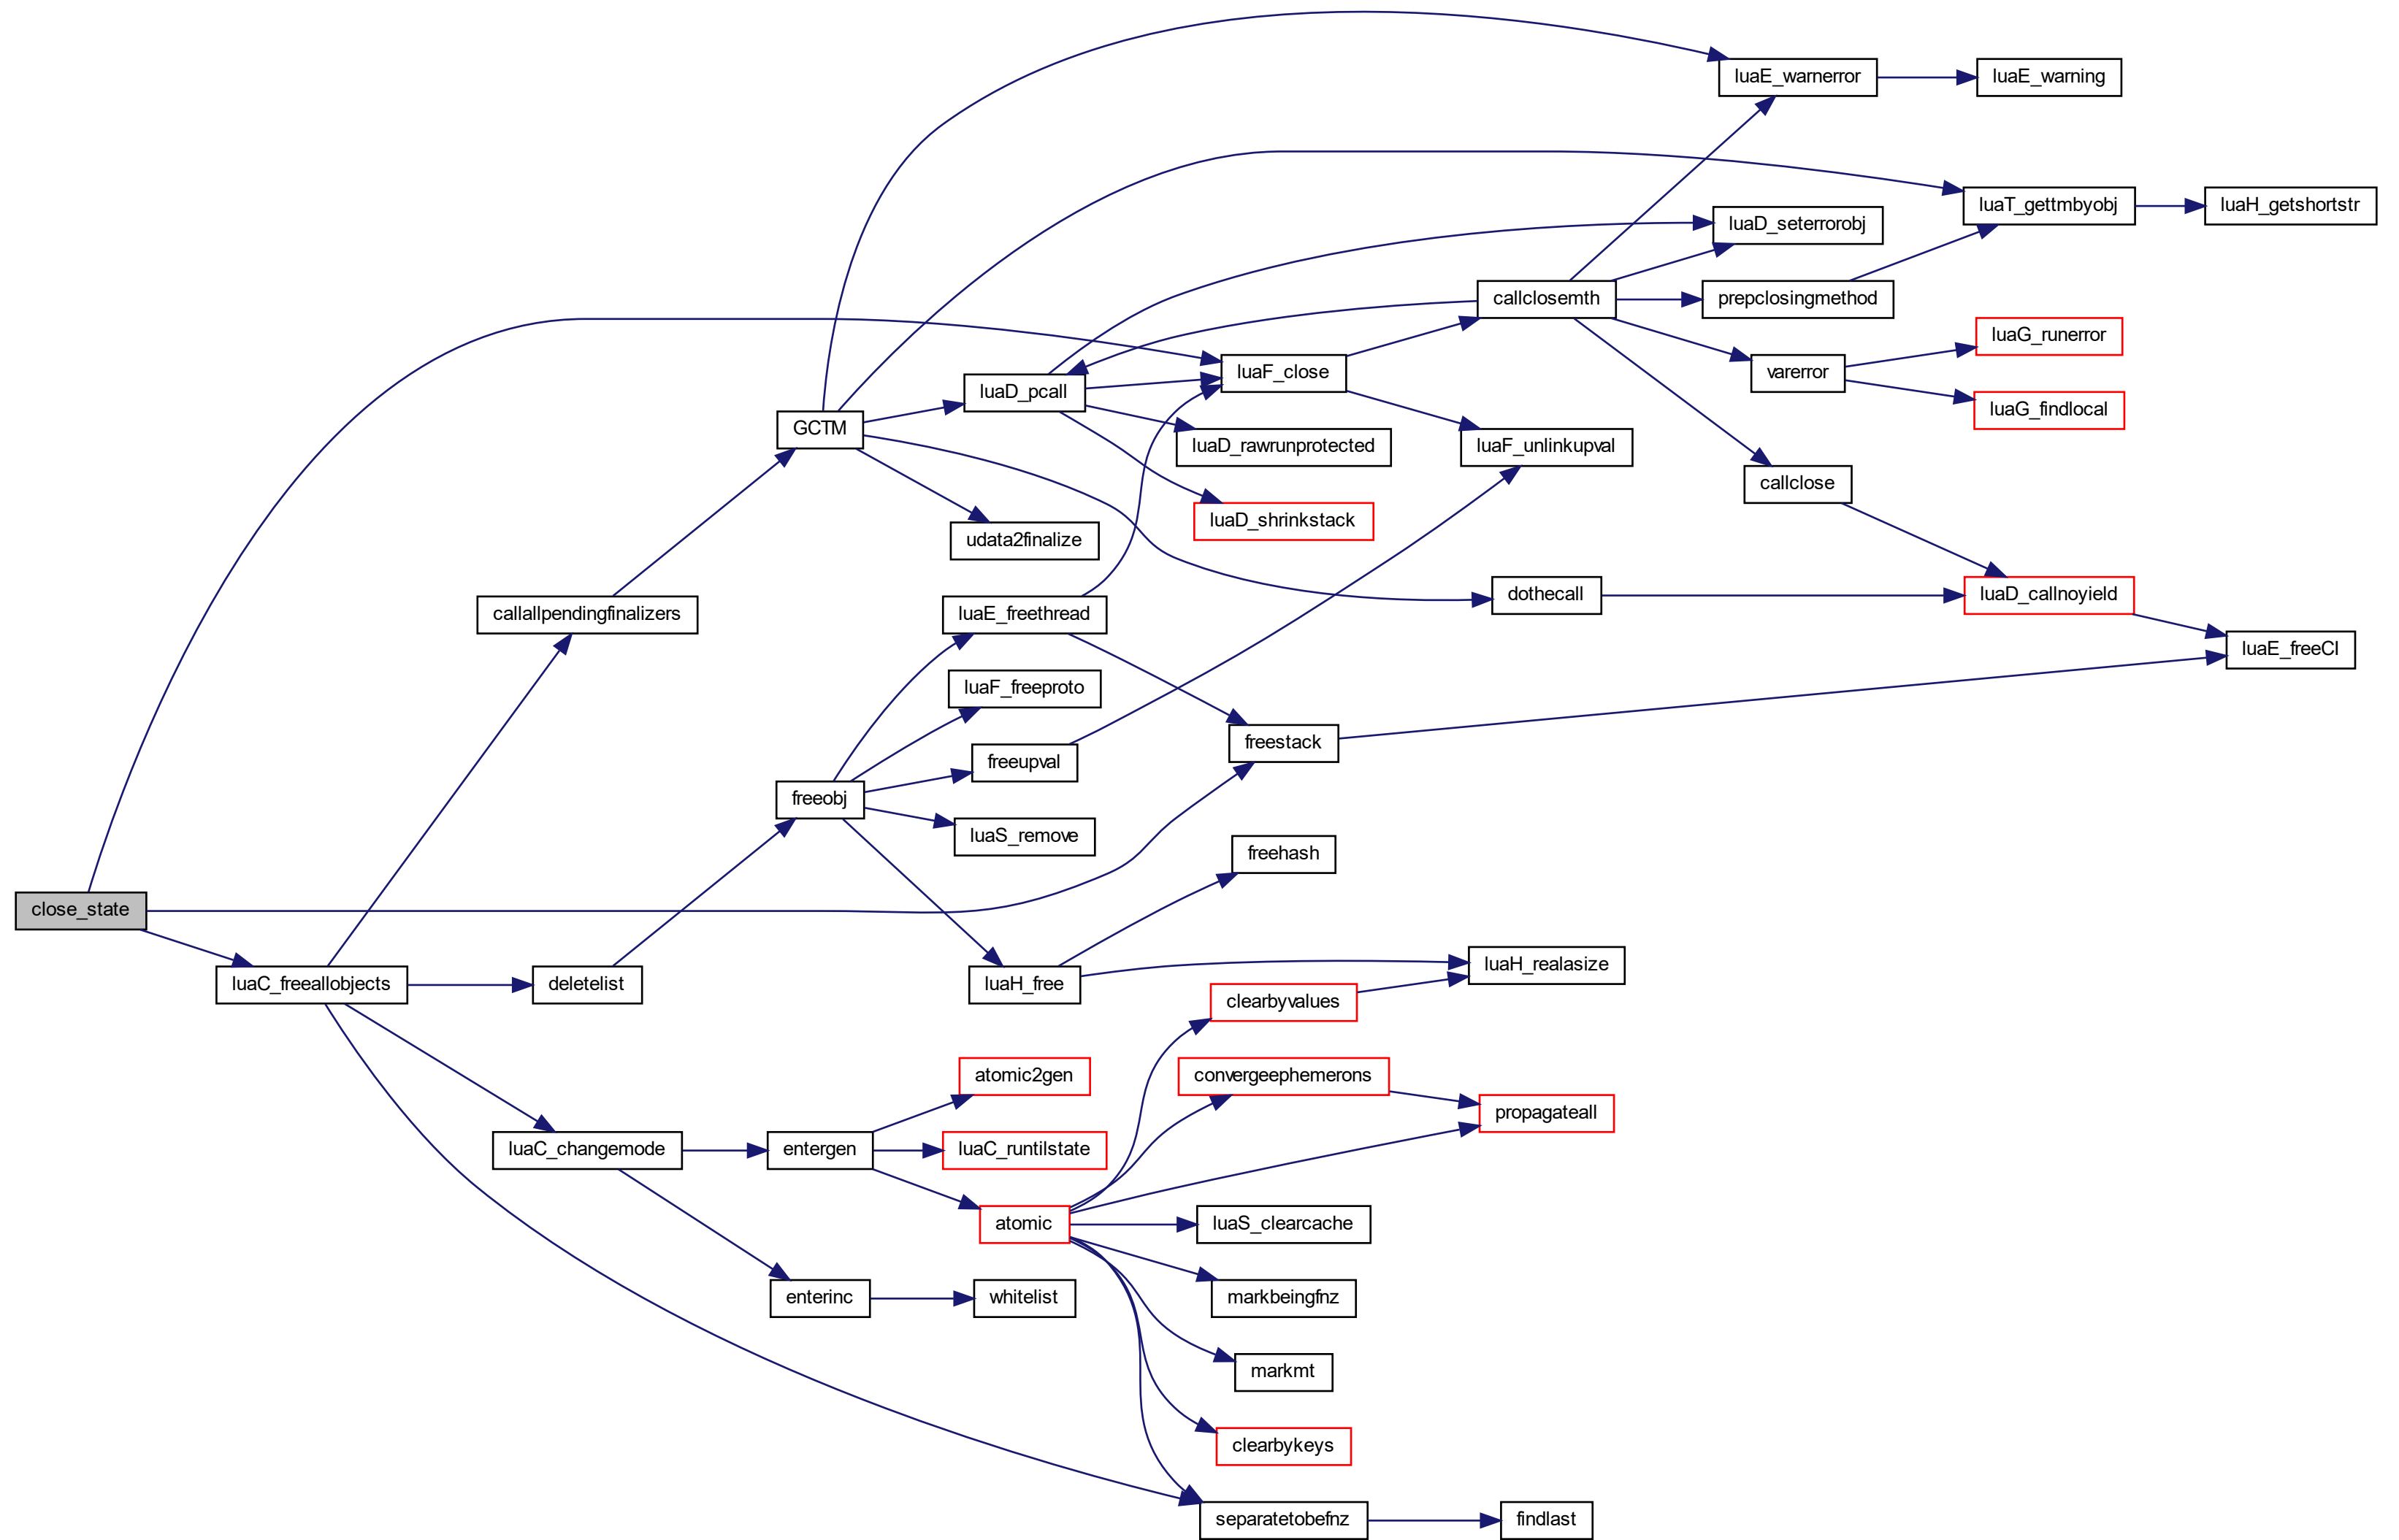 luaE_warnerror
luaE_warning
luaT_gettmbyobj
luaH_getshortstr
luaD_seterrorobj
callclosemth
prepclosingmethod
luaG_runerror
luaF_close
varerror
luaD_pcall
luaG_findlocal
GCTM
luaD_rawrunprotected
luaF_unlinkupval
callclose
luaD_shrinkstack
udata2finalize
dothecall
luaD_callnoyield
callallpendingfinalizers
luaE_freethread
luaE_freeCI
luaF_freeproto
freestack
freeupval
freeobj
luaS_remove
freehash
close_state
luaH_realasize
luaC_freeallobjects
deletelist
luaH_free
clearbyvalues
atomic2gen
convergeephemerons
propagateall
luaC_changemode
entergen
luaC_runtilstate
atomic
luaS_clearcache
enterinc
whitelist
markbeingfnz
markmt
clearbykeys
separatetobefnz
findlast